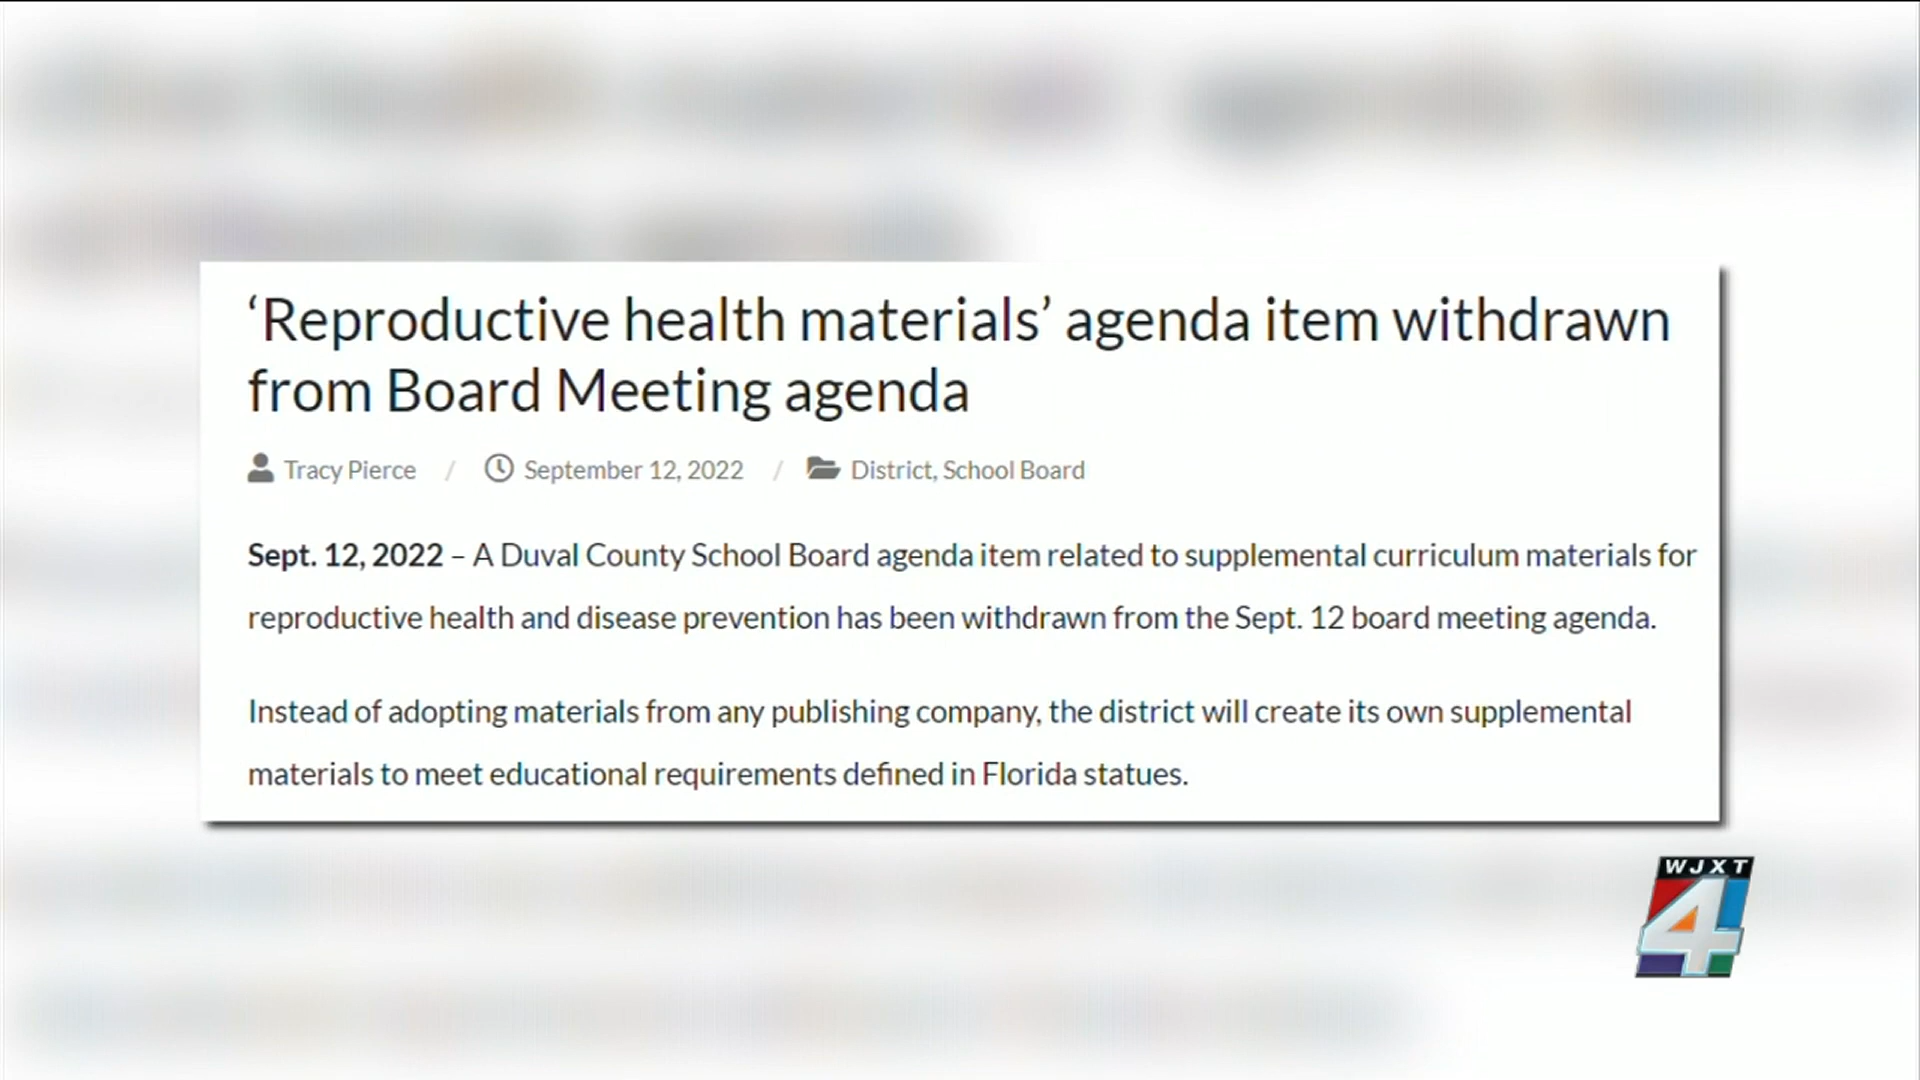 ‘Reproductive health materials’ agenda item withdrawn
from Board Meeting agenda
Tracy Pierce / September 12, 2022 / District, School Board
Sept. 12, 2022 – A Duval County School Board agenda item related to supplemental curriculum materials for
reproductive health and disease prevention has been withdrawn from the Sept. 12 board meeting agenda.
Instead of adopting materials from any publishing company, the district will create its own supplemental
materials to meet educational requirements defined in Florida statues.
WJXT
4